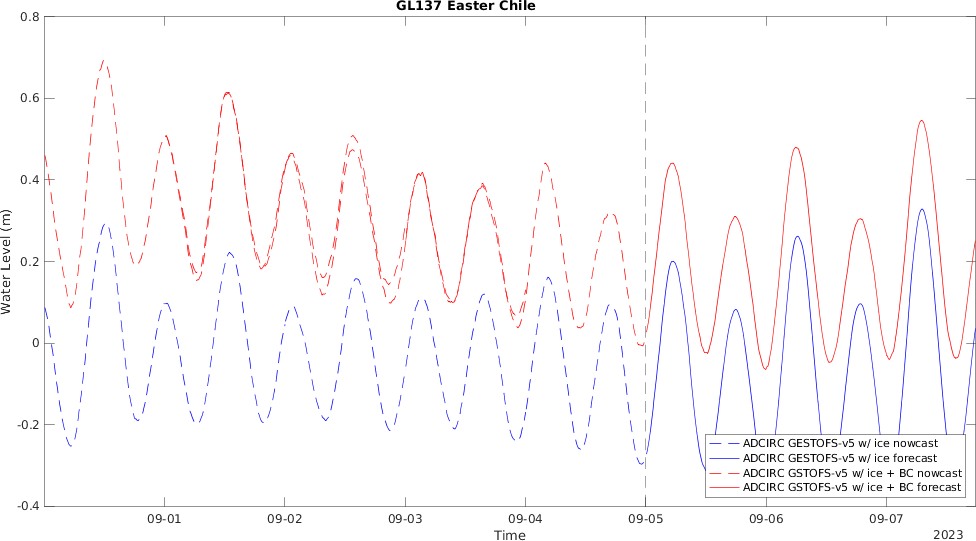 GL137 Easter Chile
0.8
0.6
0.4
0.2
0
-0.2
-0.4
Water Level (m)
ADCIRC GESTOFS-v5 w/ ice nowcast
ADCIRC GESTOFS-v5 w/ ice forecast
ADCIRC GSTOFS-v5 w/ ice + BC nowcast
ADCIRC GSTOFS-v5 w/ ice + BC forecast
09-01 09-02 09-03 09-04 09-05 09-06 09-07
Time
2023